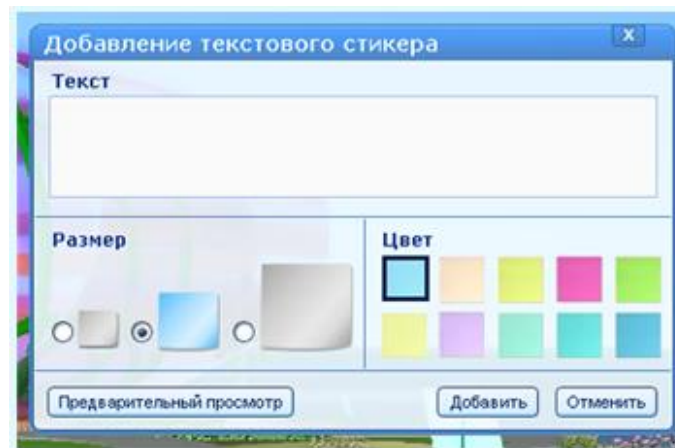 Добавление текстового стикера X
Текст
Размер Цвет
Предварительный просмотр Добавить Отменить